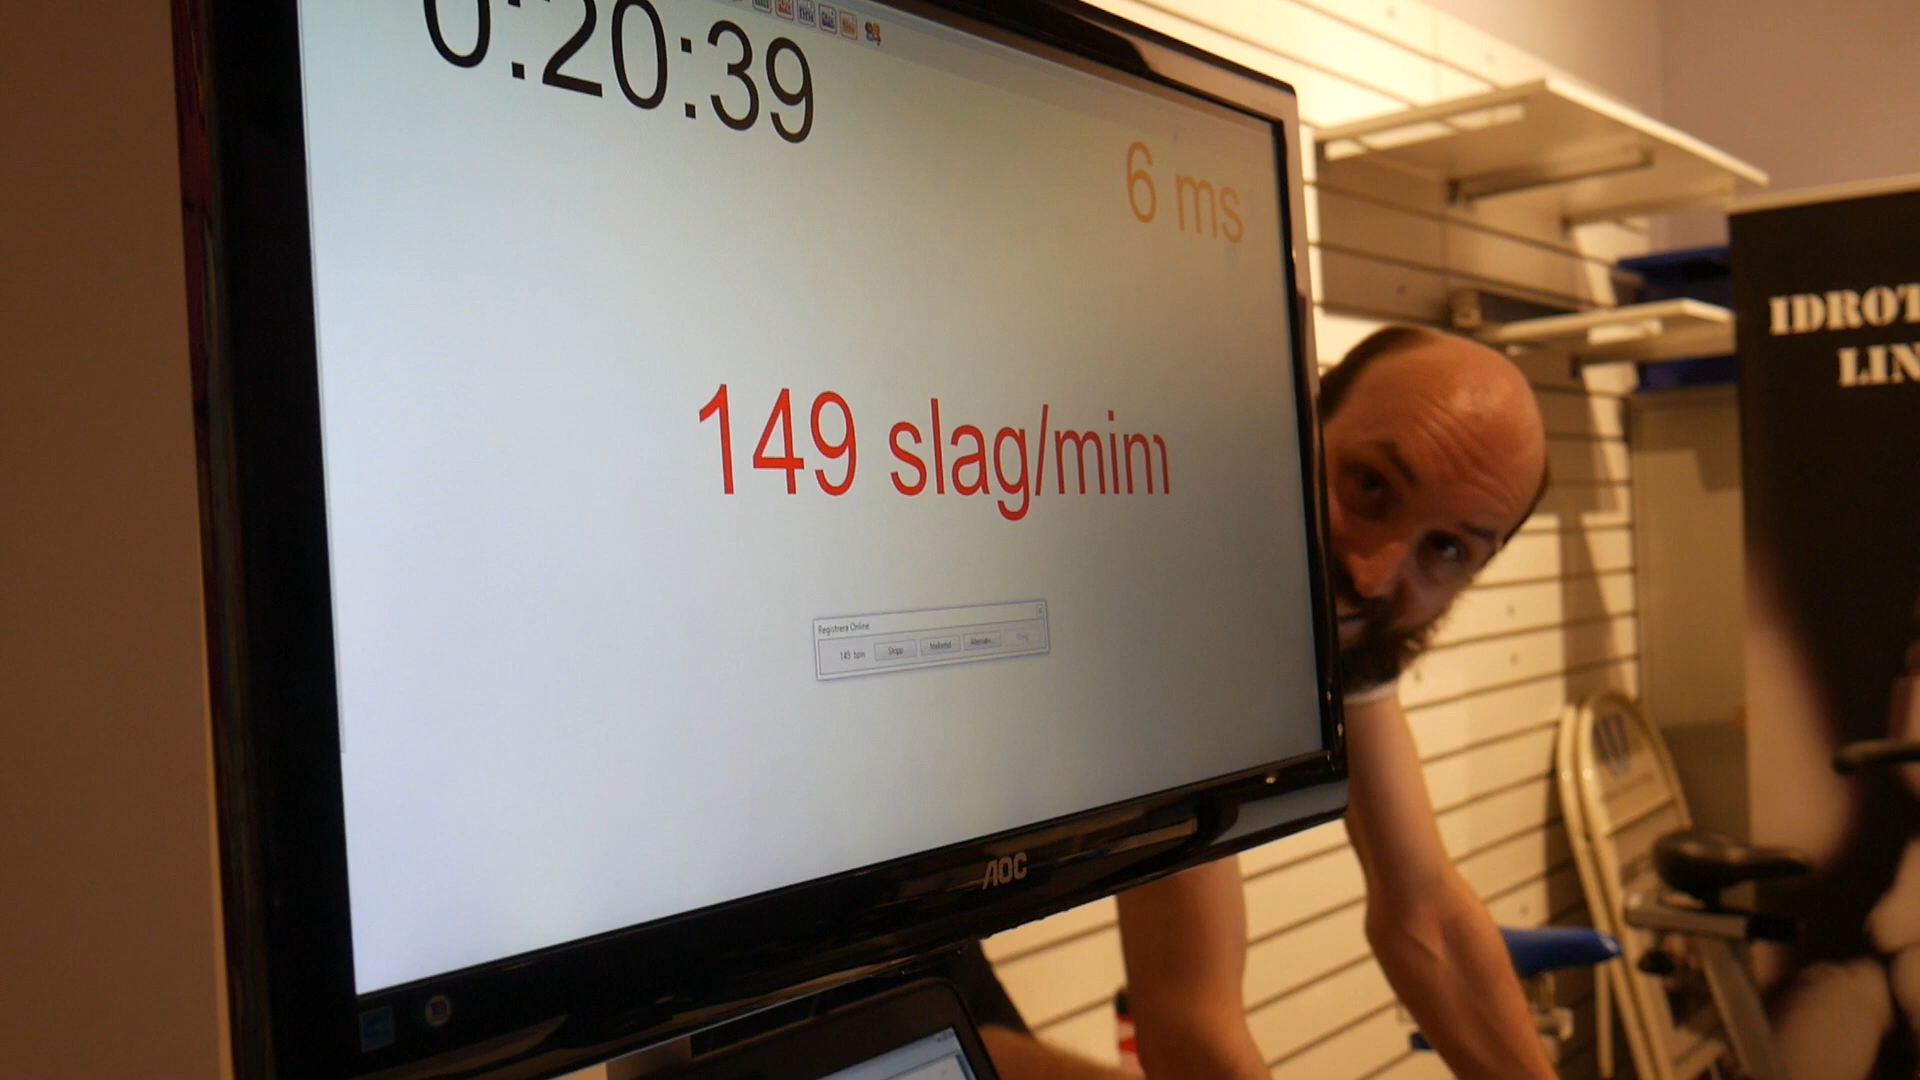 0:20:39
6 ms
149 slag/min
Registrera Online
149 bpm
Stopp
Mellantid
AOC
IDROT
LIN